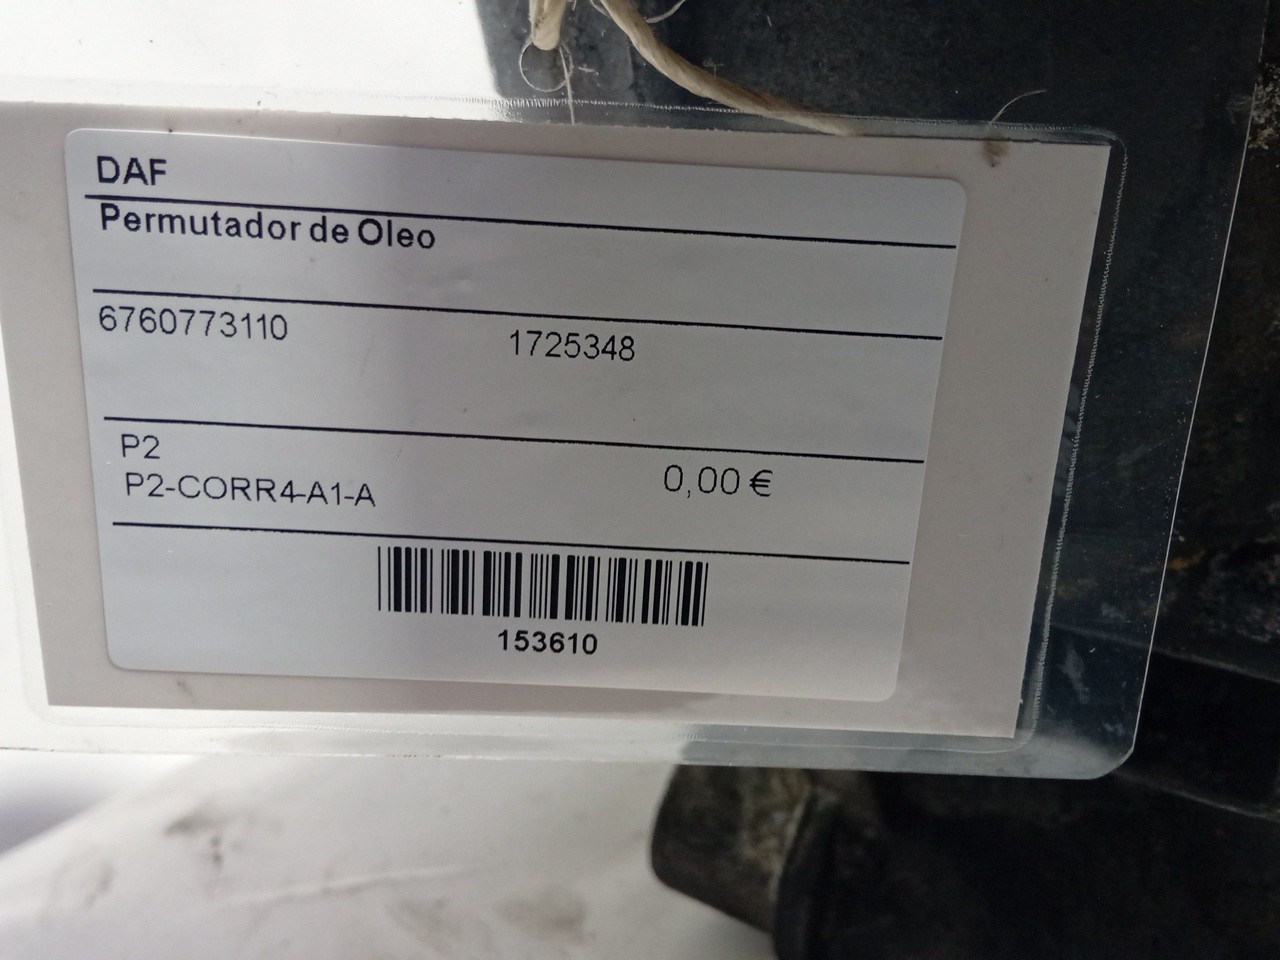 DAF
Permutador de Oleo
6760773110 1725348
P2
P2-CORR4-A1-A 0,00 €
153610